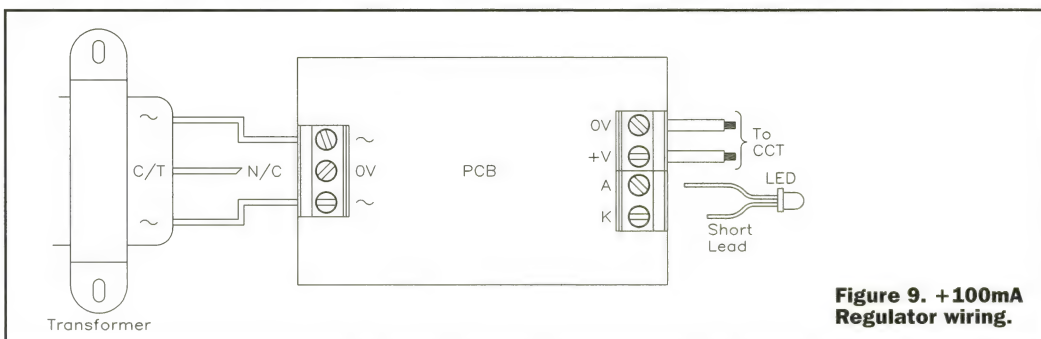 ~
C/T
~
N/C
~
0V
~
PCB
0V
+V
A
K
To
CCT
LED
Short
Lead
Transformer
Figure 9. +100mA
Regulator wiring.